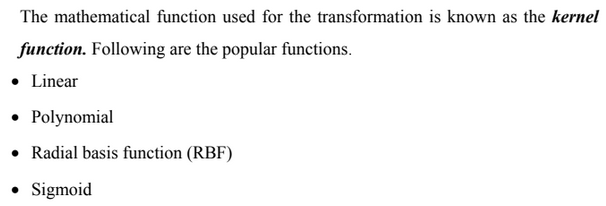 The mathematical function used for the transformation is known as the kernel
function. Following are the popular functions.
• Linear
• Polynomial
• Radial basis function (RBF)
• Sigmoid